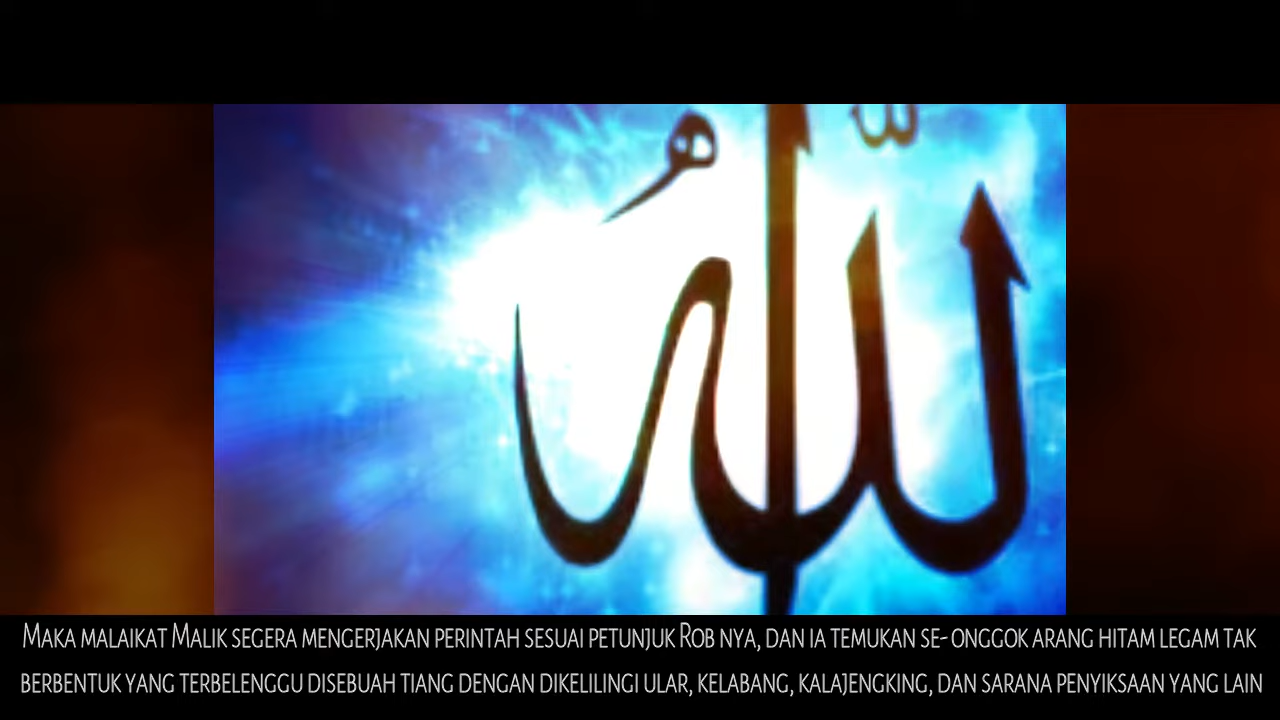 الله
Maka malaikat Malik segera mengerjakan perintah sesuai petunjuk Rob nya, dan ia temukan se- onggok arang hitam legam tak
berbentuk yang terbelenggu disebuah tiang dengan dikelilingi ular, kelabang, kalajengking, dan sarana penyiksaan yang lain